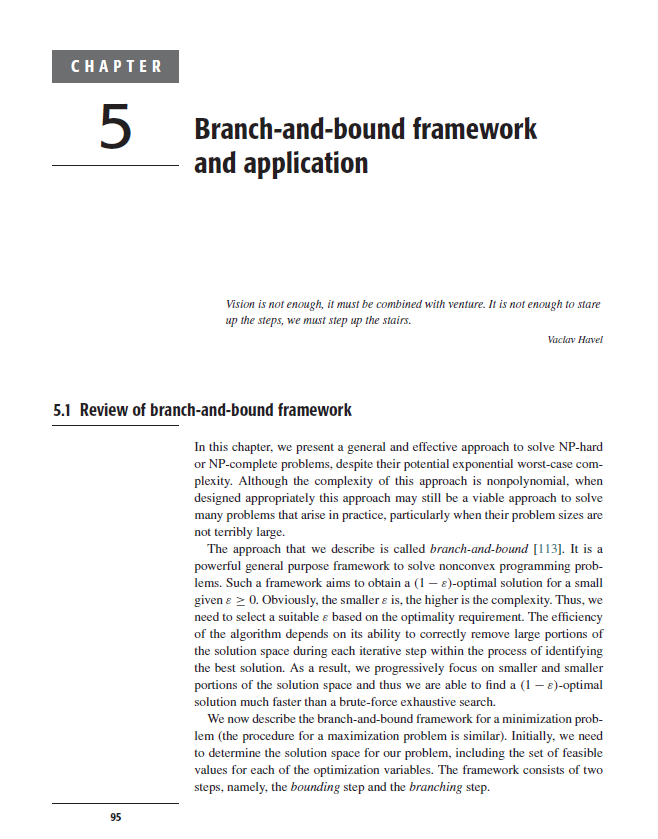 CHAPTER
5
Branch-and-bound framework
and application
Vision is not enough, it must be combined with venture. It is not enough to stare
up the steps, we must step up the stairs.
Vaclav Havel
5.1 Review of branch-and-bound framework
In this chapter, we present a general and effective approach to solve NP-hard
or NP-complete problems, despite their potential exponential worst-case com-
plexity. Although the complexity of this approach is nonpolynomial, when
designed appropriately this approach may still be a viable approach to solve
many problems that arise in practice, particularly when their problem sizes are
not terribly large.
The approach that we describe is called branch-and-bound [113]. It is a
powerful general purpose framework to solve nonconvex programming prob-
lems. Such a framework aims to obtain a (1 − ε)-optimal solution for a small
given ε ≥ 0. Obviously, the smaller ε is, the higher is the complexity. Thus, we
need to select a suitable ε based on the optimality requirement. The efficiency
of the algorithm depends on its ability to correctly remove large portions of
the solution space during each iterative step within the process of identifying
the best solution. As a result, we progressively focus on smaller and smaller
portions of the solution space and thus we are able to find a (1 − ε)-optimal
solution much faster than a brute-force exhaustive search.
We now describe the branch-and-bound framework for a minimization prob-
lem (the procedure for a maximization problem is similar). Initially, we need
to determine the solution space for our problem, including the set of feasible
values for each of the optimization variables. The framework consists of two
steps, namely, the bounding step and the branching step.
95